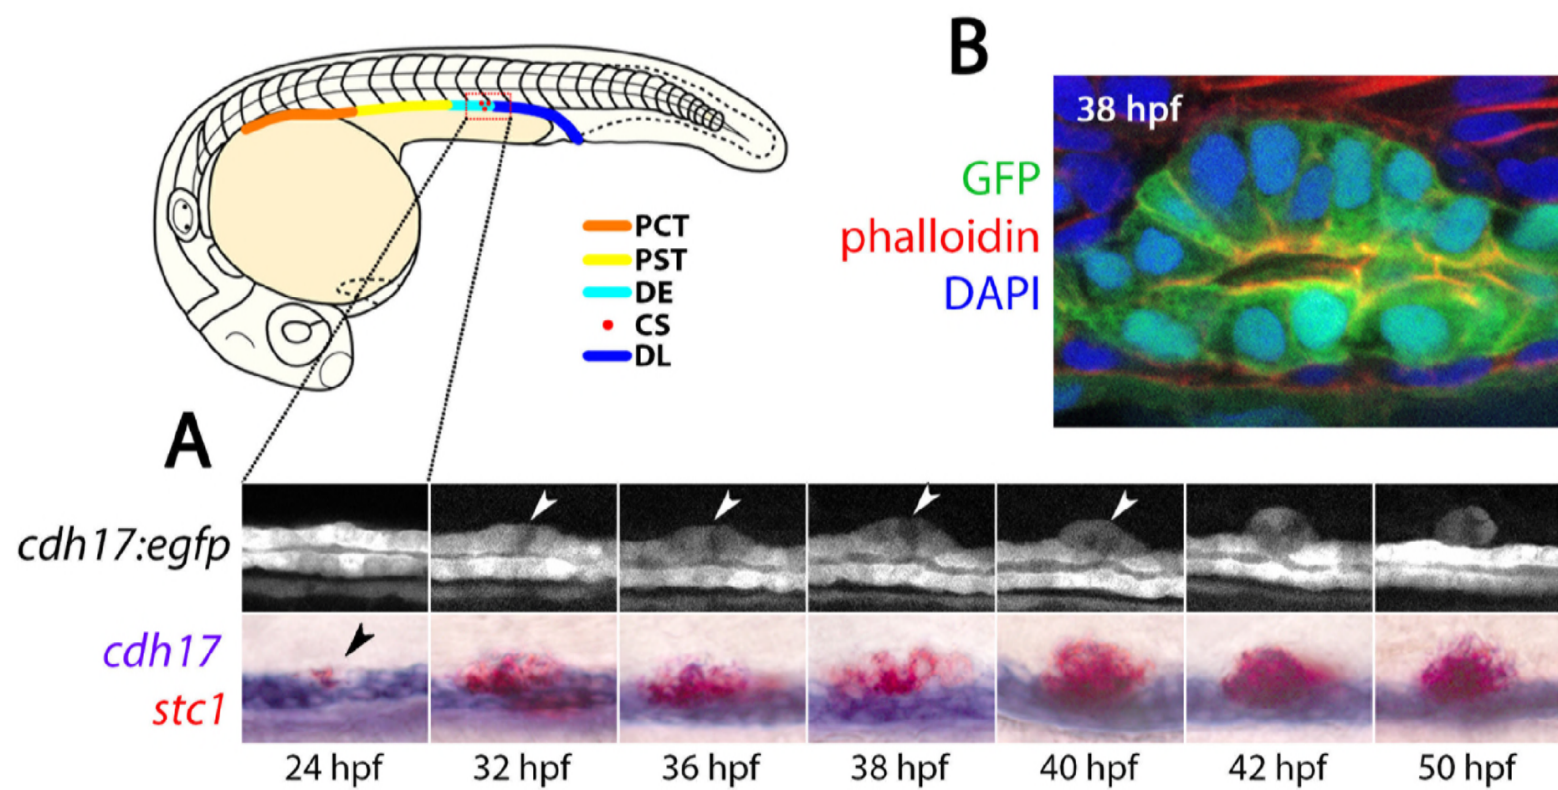 B
38 hpf
GFP
phalloidin
DAPI
PCT
PST
DE
CS
DL
A
cdh17:egfp
cdh17
stc1
24 hpf 32 hpf 36 hpf 38 hpf 40 hpf 42 hpf 50 hpf